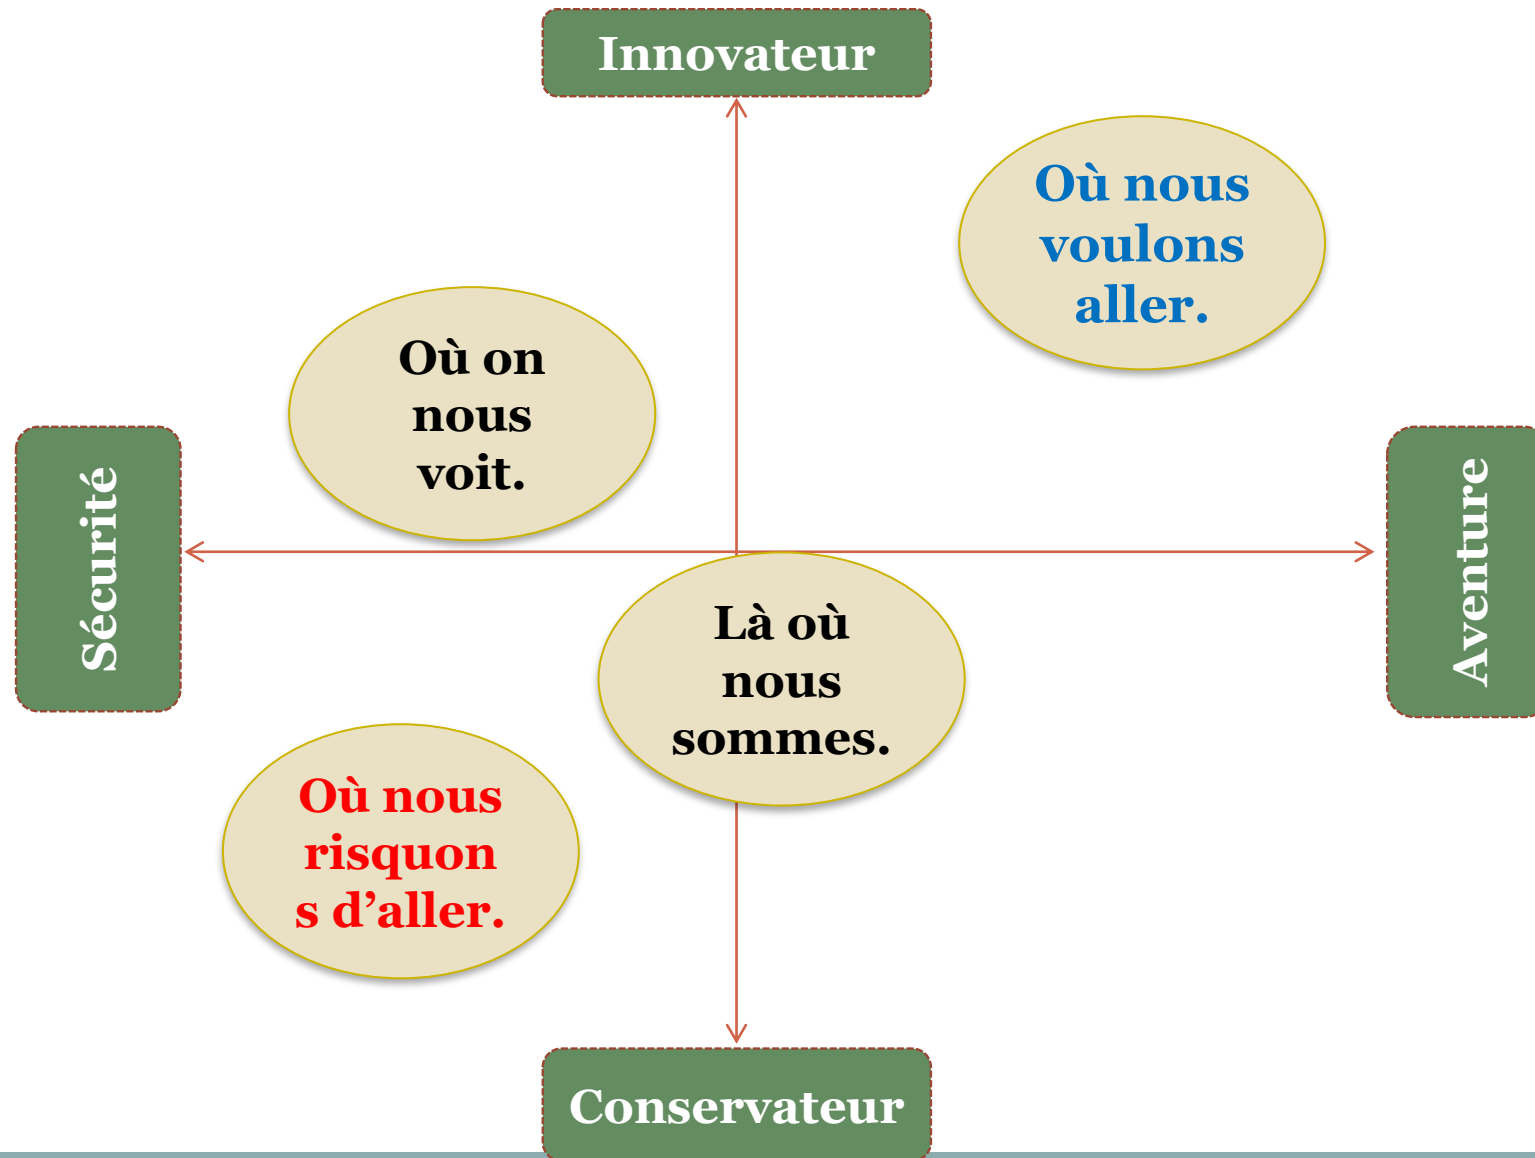 Innovateur
Où nous
voulons
aller.
Où on
nous
voit.
Sécurité
Aventure
Là où
nous
sommes.
Où nous
risquon
s d’aller.
Conservateur